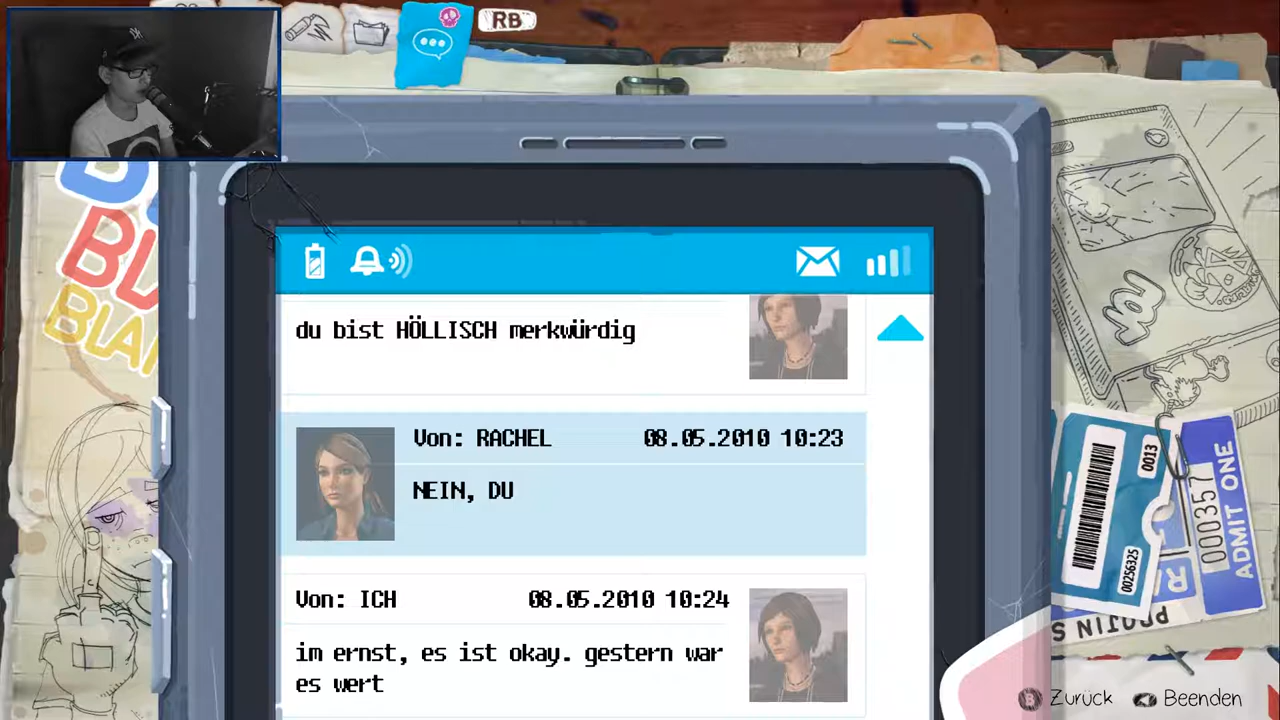 RB
du bist HÖLLISCH merkwürdig
Von: RACHEL 08.05.2010 10:23
NEIN, DU
Von: ICH 08.05.2010 10:24
im ernst, es ist okay. gestern war
es wert
0013
00256325
000357
ADMIT ONE
B Zurück
Beenden